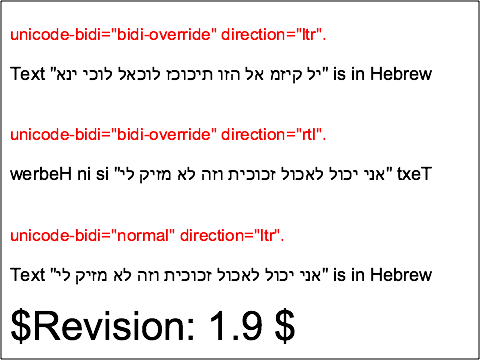 unicode-bidi="bidi-override" direction="ltr".
Text "יל קיזמ אל הזו תיכוכז לוכאל לוכי ינא" is in Hebrew
unicode-bidi="bidi-override" direction="rtl".
werbeH ni si "אני יכול לאכול זכוכית וזה לא מזיק לי" txeT
unicode-bidi="normal" direction="ltr".
Text "אני יכול לאכול זכוכית וזה לא מזיק לי" is in Hebrew
$Revision: 1.9 $